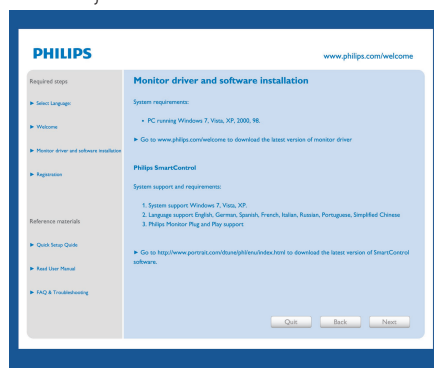 PHILIPS
www.philips.com/welcome
Required steps
Monitor driver and software installation
► Select Language
System requirements:
• PC running Windows 7, Vista, XP, 2000, 98.
► Welcome
► Go to www.philips.com/welcome to download the latest version of monitor driver
► Monitor driver and software installation
► Registration
Philips SmartControl
System support and requirements:
1. System support Windows 7, Vista, XP.
2. Language support English, German, Spanish, French, Italian, Russian, Portuguese, Simplified Chinese
3. Philips Monitor Plug and Play support
Reference materials
► Quick Setup Guide
► Go to http://www.portrait.com/dtune/phl/enu/index.html to download the latest version of SmartControl
software.
► Read User Manual
► FAQ & Troubleshooting
Quit
Back
Next